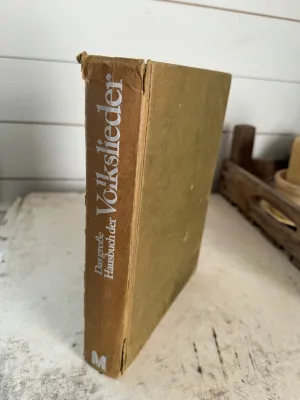 Das große
Hausbuch der
Volkslieder
M